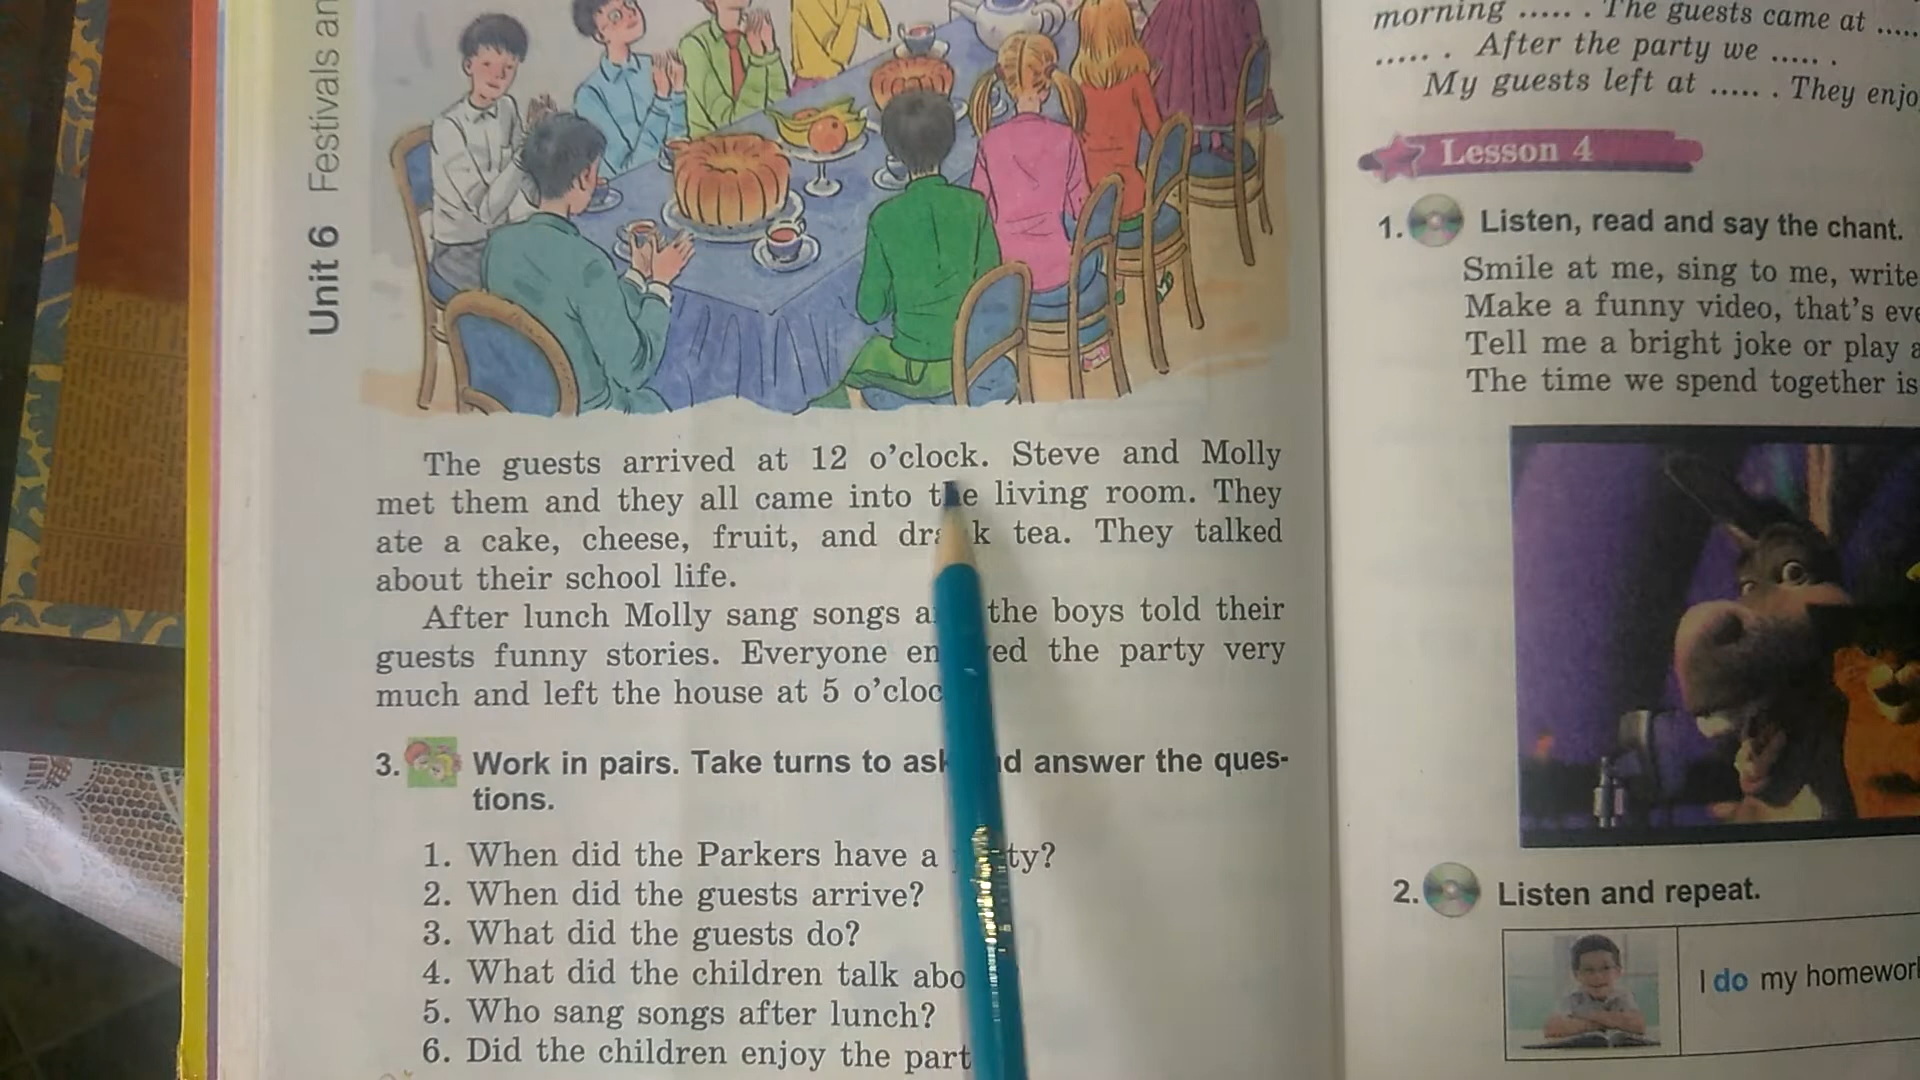 Unit 6 Festivals an
The guests arrived at 12 o'clock. Steve and Molly
met them and they all came into the living room. They
ate a cake, cheese, fruit, and drank tea. They talked
about their school life.
After lunch Molly sang songs and the boys told their
guests funny stories. Everyone enjoyed the party very
much and left the house at 5 o'cloc
3. Work in pairs. Take turns to ask and answer the ques-
tions.
1. When did the Parkers have a party?
2. When did the guests arrive?
3. What did the guests do?
4. What did the children talk abo
5. Who sang songs after lunch?
6. Did the children enjoy the part
morning ..... . The guests came at .....
..... . After the party we ..... .
My guests left at ..... . They enjo
Lesson 4
1. Listen, read and say the chant.
Smile at me, sing to me, write
Make a funny video, that's eve
Tell me a bright joke or play a
The time we spend together is
2. Listen and repeat.
I do my homework